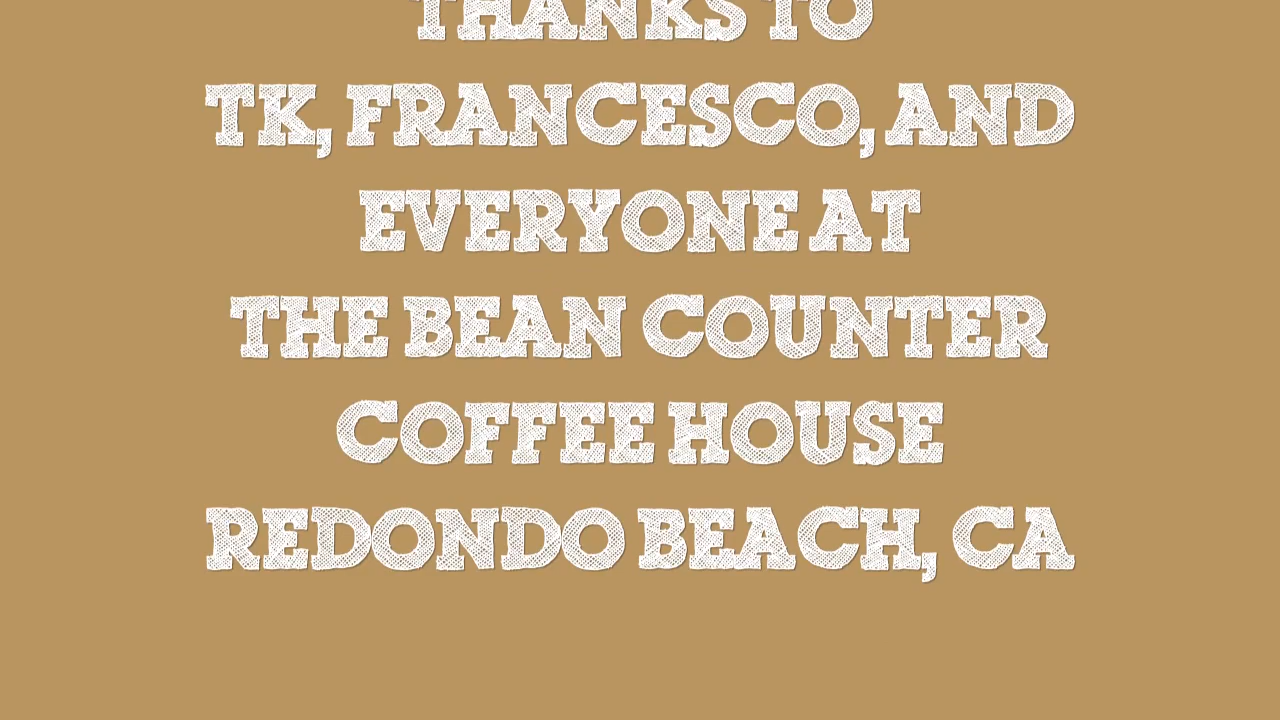 THANKS TO
TK, FRANCESCO, AND
EVERYONE AT
THE BEAN COUNTER
COFFEE HOUSE
REDONDO BEACH, CA